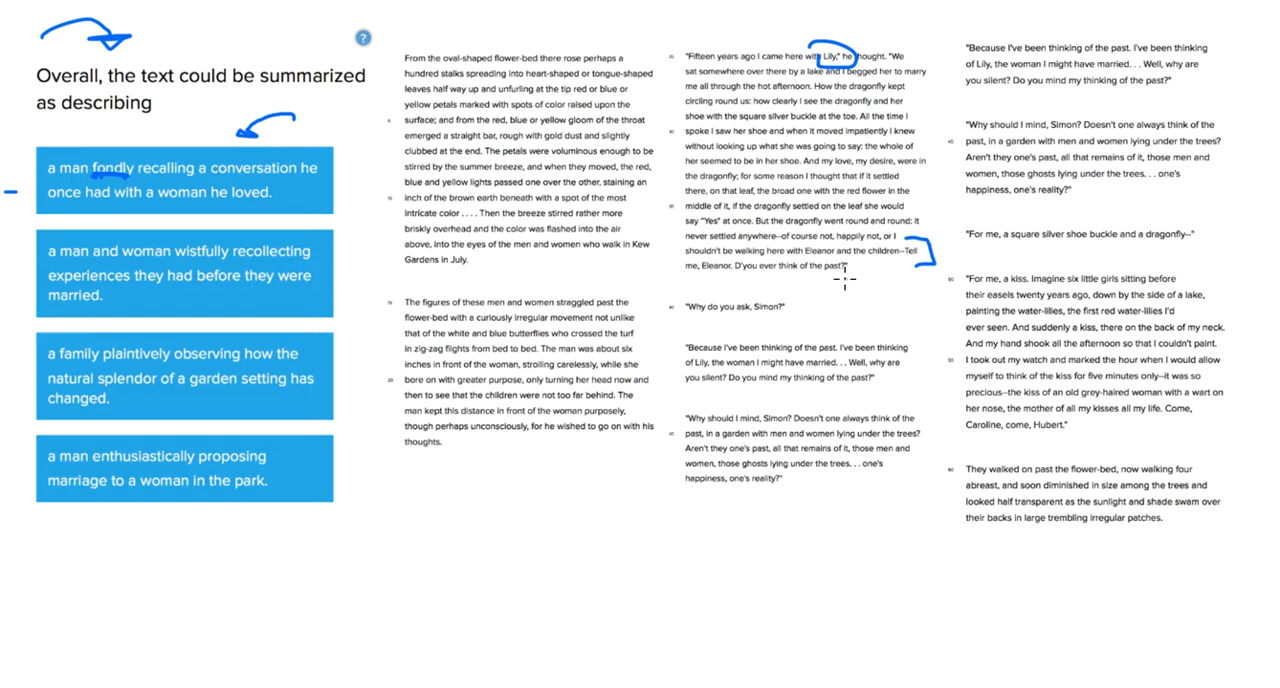 ?
Overall, the text could be summarized
as describing
a man fondly recalling a conversation he
once had with a woman he loved.
a man and woman wistfully recollecting
experiences they had before they were
married.
a family plaintively observing how the
natural splendor of a garden setting has
changed.
a man enthusiastically proposing
marriage to a woman in the park.
From the oval-shaped flower-bed there rose perhaps a
hundred stalks spreading into heart-shaped or tongue-shaped
leaves half way up and unfurling at the tip red or blue or
yellow petals marked with spots of color raised upon the
5 surface; and from the red, blue or yellow gloom of the throat
emerged a straight bar, rough with gold dust and slightly
clubbed at the end. The petals were voluminous enough to be
stirred by the summer breeze, and when they moved, the red,
blue and yellow lights passed one over the other, staining an
10 inch of the brown earth beneath with a spot of the most
intricate color . . . . Then the breeze stirred rather more
briskly overhead and the color was flashed into the air
above, into the eyes of the men and women who walk in Kew
Gardens in July.
15 The figures of these men and women straggled past the
flower-bed with a curiously irregular movement not unlike
that of the white and blue butterflies who crossed the turf
in zig-zag flights from bed to bed. The man was about six
inches in front of the woman, strolling carelessly, while she
20 bore on with greater purpose, only turning her head now and
then to see that the children were not too far behind. The
man kept this distance in front of the woman purposely,
though perhaps unconsciously, for he wished to go on with his
thoughts.
25 "Fifteen years ago I came here with Lily," he thought. "We
sat somewhere over there by a lake and I begged her to marry
me all through the hot afternoon. How the dragonfly kept
circling round us: how clearly I see the dragonfly and her
shoe with the square silver buckle at the toe. All the time I
30 spoke I saw her shoe and when it moved impatiently I knew
without looking up what she was going to say: the whole of
her seemed to be in her shoe. And my love, my desire, were in
the dragonfly; for some reason I thought that if it settled
there, on that leaf, the broad one with the red flower in the
35 middle of it, if the dragonfly settled on the leaf she would
say "Yes" at once. But the dragonfly went round and round: it
never settled anywhere--of course not, happily not, or I
shouldn't be walking here with Eleanor and the children--Tell
me, Eleanor. D'you ever think of the past?"
40 "Why do you ask, Simon?"
"Because I've been thinking of the past. I've been thinking
of Lily, the woman I might have married. . . Well, why are
you silent? Do you mind my thinking of the past?"
"Why should I mind, Simon? Doesn't one always think of the
45 past, in a garden with men and women lying under the trees?
Aren't they one's past, all that remains of it, those men and
women, those ghosts lying under the trees. . . one's
happiness, one's reality?"
"Because I've been thinking of the past. I've been thinking
of Lily, the woman I might have married. . . Well, why are
you silent? Do you mind my thinking of the past?"
"Why should I mind, Simon? Doesn't one always think of the
45 past, in a garden with men and women lying under the trees?
Aren't they one's past, all that remains of it, those men and
women, those ghosts lying under the trees. . . one's
happiness, one's reality?"
"For me, a square silver shoe buckle and a dragonfly--"
50 "For me, a kiss. Imagine six little girls sitting before
their easels twenty years ago, down by the side of a lake,
painting the water-lilies, the first red water-lilies I'd
ever seen. And suddenly a kiss, there on the back of my neck.
And my hand shook all the afternoon so that I couldn't paint.
55 I took out my watch and marked the hour when I would allow
myself to think of the kiss for five minutes only--it was so
precious--the kiss of an old grey-haired woman with a wart on
her nose, the mother of all my kisses all my life. Come,
Caroline, come, Hubert."
60 They walked on past the flower-bed, now walking four
abreast, and soon diminished in size among the trees and
looked half transparent as the sunlight and shade swam over
their backs in large trembling irregular patches.